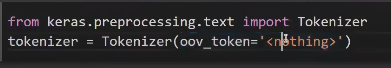 from keras.preprocessing.text import Tokenizer
tokenizer = Tokenizer(oov_token='<nothing>')